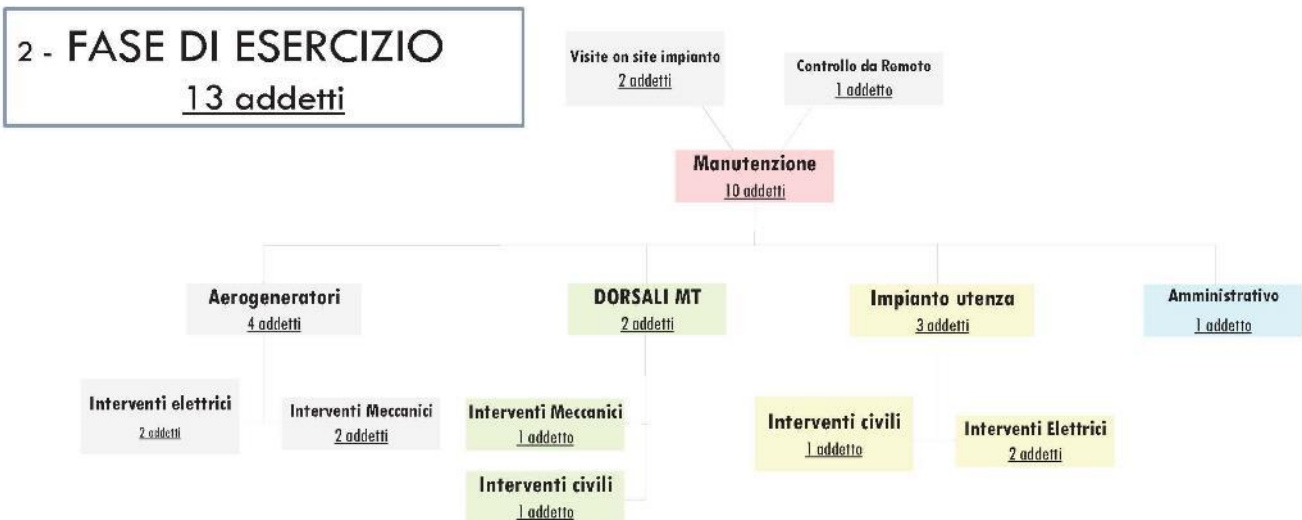 2 - FASE DI ESERCIZIO
13 addetti
Visite on site impianto
2 addetti
Controllo da Remoto
1 addetto
Manutenzione
10 addetti
Aerogeneratori
4 addetti
DORSALI MT
2 addetti
Impianto utenza
3 addetti
Amministrativo
1 addetto
Interventi elettrici
2 addetti
Interventi Meccanici
2 addetti
Interventi Meccanici
1 addetto
Interventi civili
1 addetto
Interventi civili
1 addetto
Interventi Elettrici
2 addetti